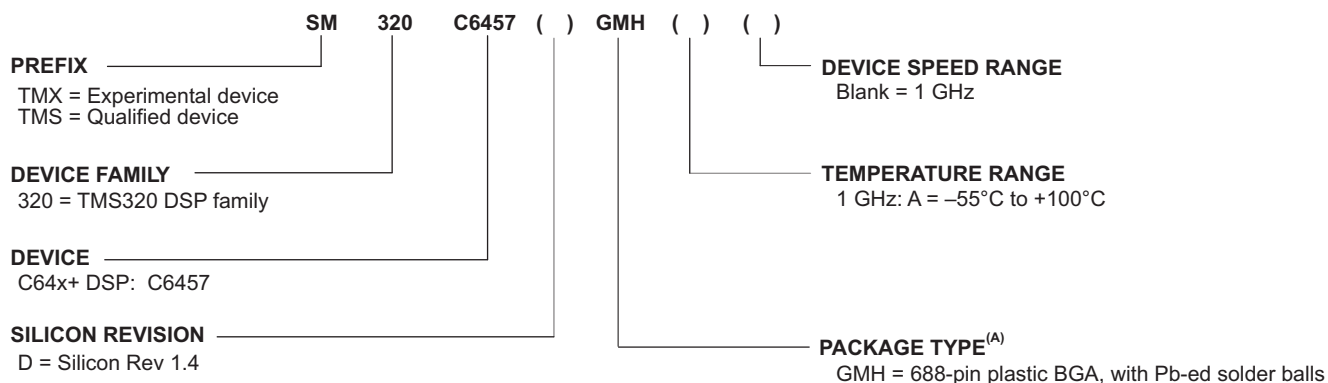 SM 320 C6457 ( ) GMH ( ) ( )
PREFIX
TMX = Experimental device
TMS = Qualified device
DEVICE FAMILY
320 = TMS320 DSP family
DEVICE
C64x+ DSP: C6457
SILICON REVISION
D = Silicon Rev 1.4
DEVICE SPEED RANGE
Blank = 1 GHz
TEMPERATURE RANGE
1 GHz: A = –55°C to +100°C
PACKAGE TYPE(A)
GMH = 688-pin plastic BGA, with Pb-ed solder balls